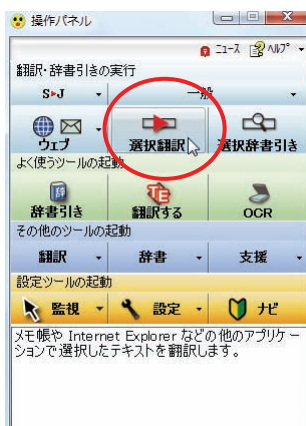 操作パネル
ニュース ヘルプ
翻訳・辞書引きの実行
S▶J 一般
ウェブ 選択翻訳 選択辞書引き
よく使うツールの起動
辞書引き 翻訳する OCR
その他のツールの起動
翻訳 辞書 支援
設定ツールの起動
監視 設定 ナビ
メモ帳や Internet Explorer などの他のアプリケー
ションで選択したテキストを翻訳します。